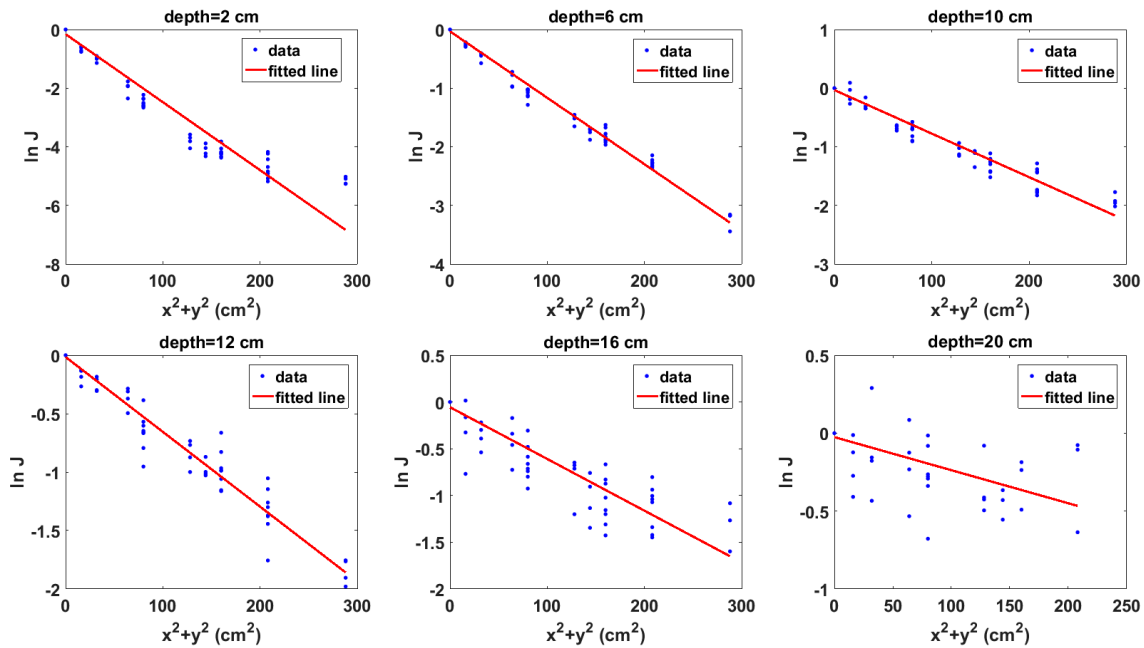 depth=2 cm
0
-2
-4
-6
-8
ln J
data
fitted line
0 100 200 300
x²+y² (cm²)
depth=6 cm
0
-1
-2
-3
-4
ln J
data
fitted line
0 100 200 300
x²+y² (cm²)
depth=10 cm
1
0
-1
-2
-3
ln J
data
fitted line
0 100 200 300
x²+y² (cm²)
depth=12 cm
0
-0.5
-1
-1.5
-2
ln J
data
fitted line
0 100 200 300
x²+y² (cm²)
depth=16 cm
0.5
0
-0.5
-1
-1.5
-2
ln J
data
fitted line
0 100 200 300
x²+y² (cm²)
depth=20 cm
0.5
0
-0.5
-1
ln J
data
fitted line
0 50 100 150 200 250
x²+y² (cm²)